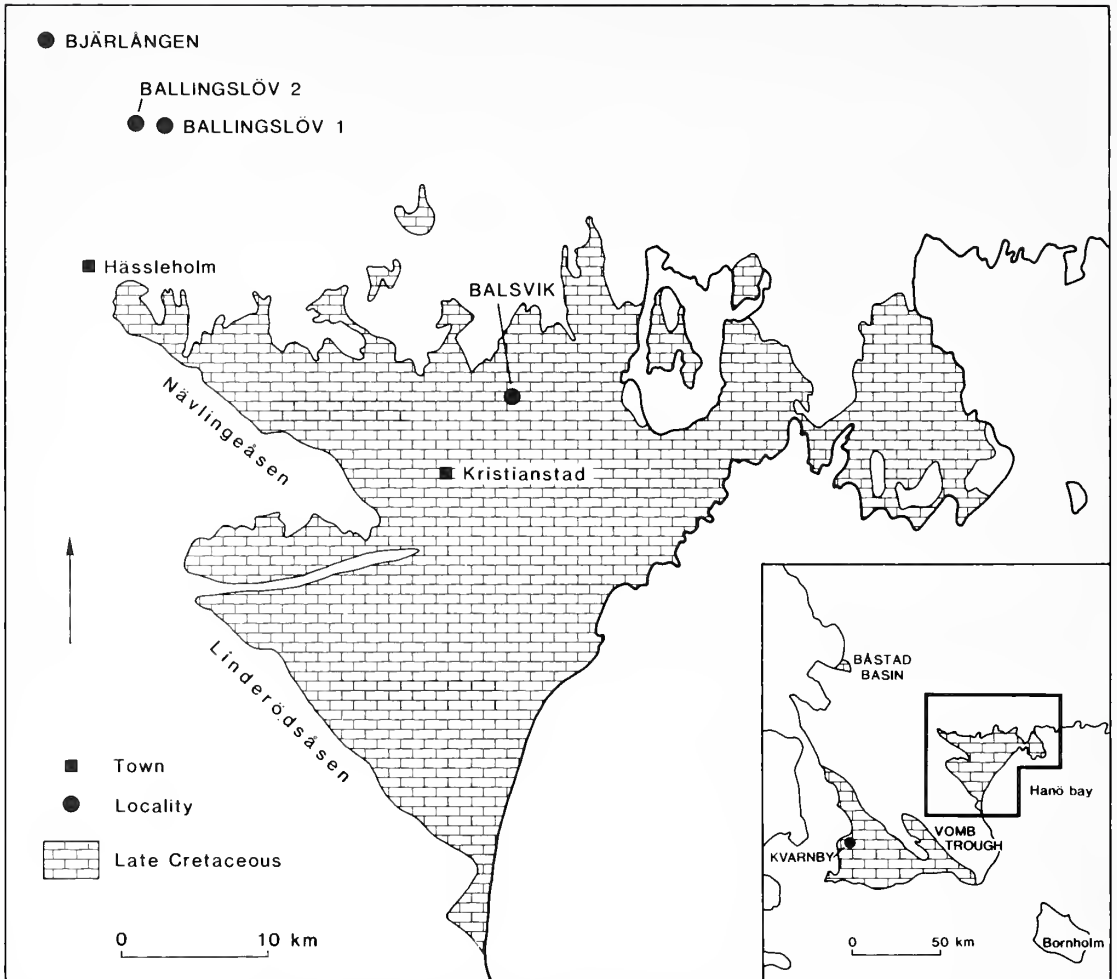 BJÄRLÅNGEN
BALLINGSLÖV 2
BALLINGSLÖV 1
Hässleholm
BALSVIK
Nävlingeåsen
Kristianstad
Linderödsåsen
Town
Locality
Late Cretaceous
0 10 km
BÅSTAD
BASIN
Hanö bay
VOMB
TROUGH
KVARNBY
Bornholm
0 50 km